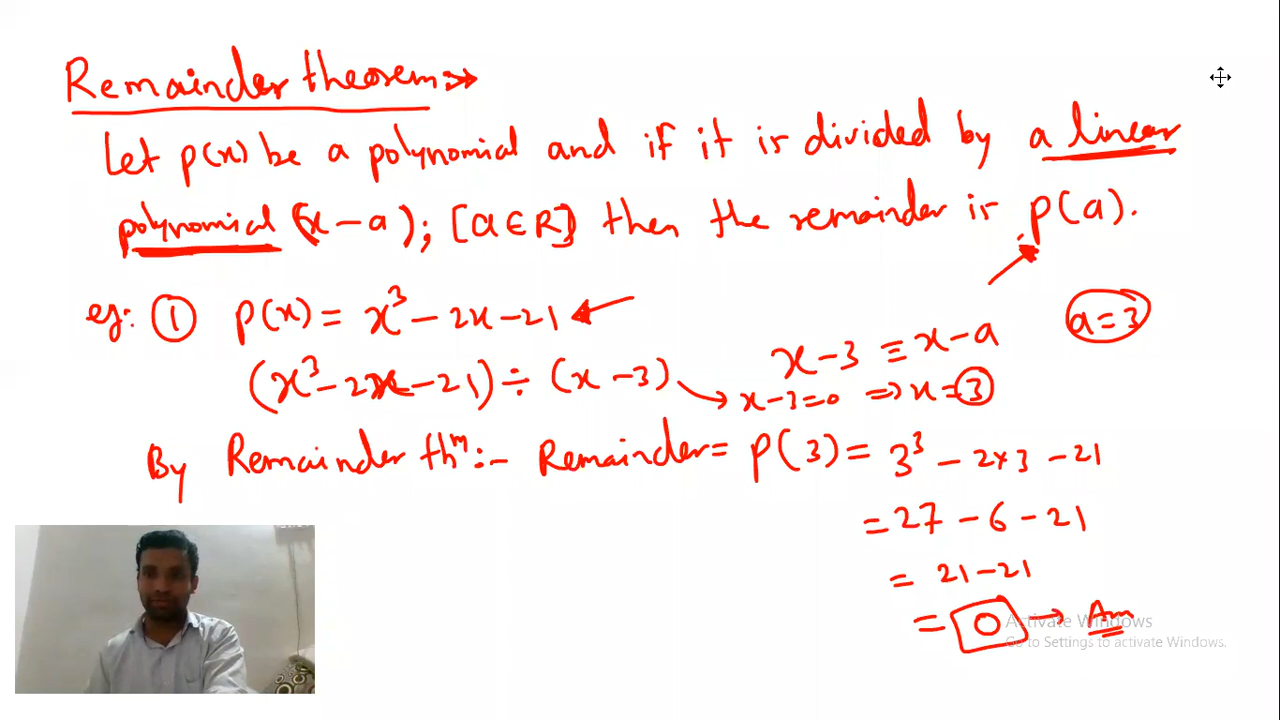 Remainder theorem →
Let p(x) be a polynomial and if it is divided by a linear
polynomial (x - a); [a ∈ R] then the remainder is p(a).
eg: ① p(x) = x³ - 2x - 21
a = 3
(x³ - 2x - 21) ÷ (x - 3)
x - 3 ≡ x - a
x - 3 = 0 ⇒ x = 3
By Remainder thm :- Remainder = p(3) = 3³ - 2×3 - 21
= 27 - 6 - 21
= 21 - 21
= 0 → Ans
Activate Windows
Go to Settings to activate Windows.